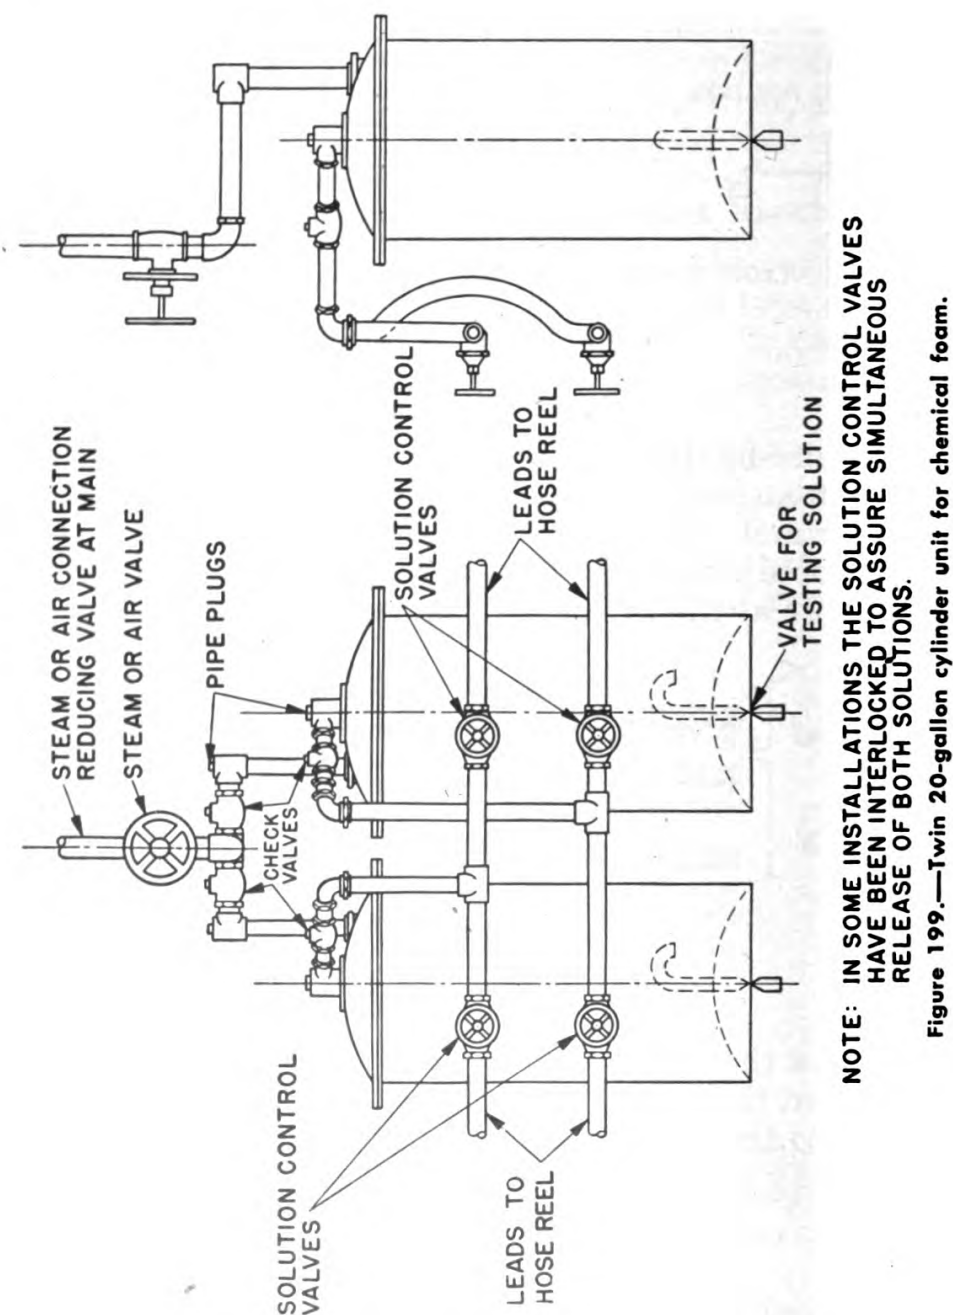 STEAM OR AIR CONNECTION
REDUCING VALVE AT MAIN
STEAM OR AIR VALVE
PIPE PLUGS
CHECK
VALVES
SOLUTION CONTROL
VALVES
SOLUTION CONTROL
VALVES
LEADS TO
HOSE REEL
LEADS TO
HOSE REEL
VALVE FOR
TESTING SOLUTION
NOTE: IN SOME INSTALLATIONS THE SOLUTION CONTROL VALVES
HAVE BEEN INTERLOCKED TO ASSURE SIMULTANEOUS
RELEASE OF BOTH SOLUTIONS.
Figure 199.—Twin 20-gallon cylinder unit for chemical foam.